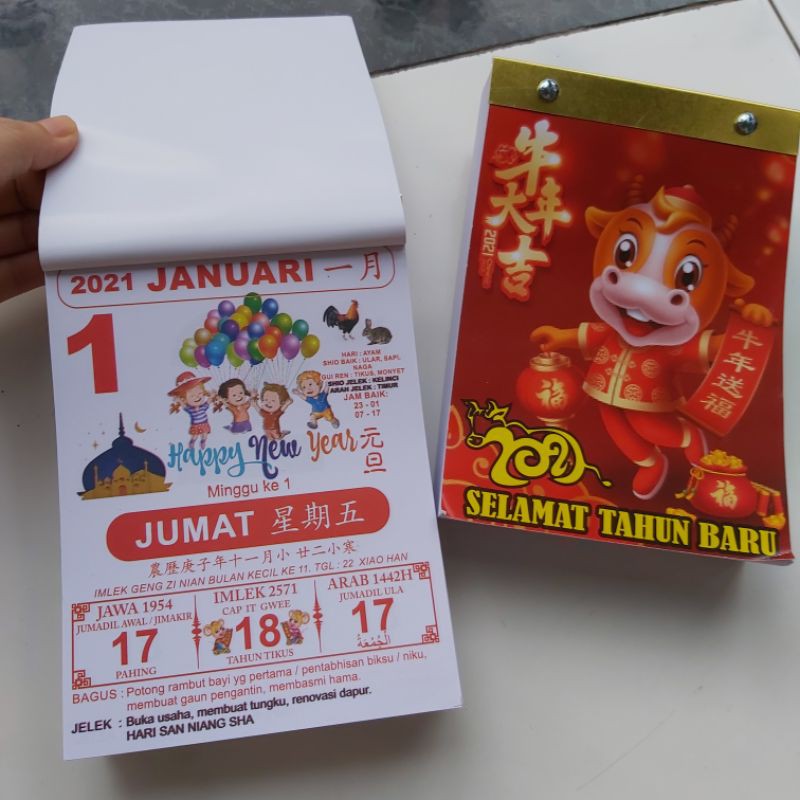 2021 JANUARI 一月
1
HARI : AYAM
SHIO BAIK : ULAR, SAPI,
NAGA
GUI REN : TIKUS, MONYET
SHIO JELEK : KELINCI
ARAH JELEK : TIMUR
JAM BAIK:
23 - 01
07 - 17
Happy New Year 元旦
Minggu ke 1
JUMAT 星期五
農歷庚子年十一月小 廿二小寒
IMLEK GENG ZI NIAN BULAN KECIL KE 11. TGL : 22 XIAO HAN
JAWA 1954
JUMADIL AWAL / JIMAKIR
17
PAHING
IMLEK 2571
CAP IT GWEE
18
TAHUN TIKUS
ARAB 1442H
JUMADIL ULA
17
الجُمْعَةُ
BAGUS : Potong rambut bayi yg pertama / pentabhisan biksu / niku,
membuat gaun pengantin, membasmi hama.
JELEK : Buka usaha, membuat tungku, renovasi dapur.
HARI SAN NIANG SHA
牛年大吉
2021
福
牛年送福
福
2021
SELAMAT TAHUN BARU